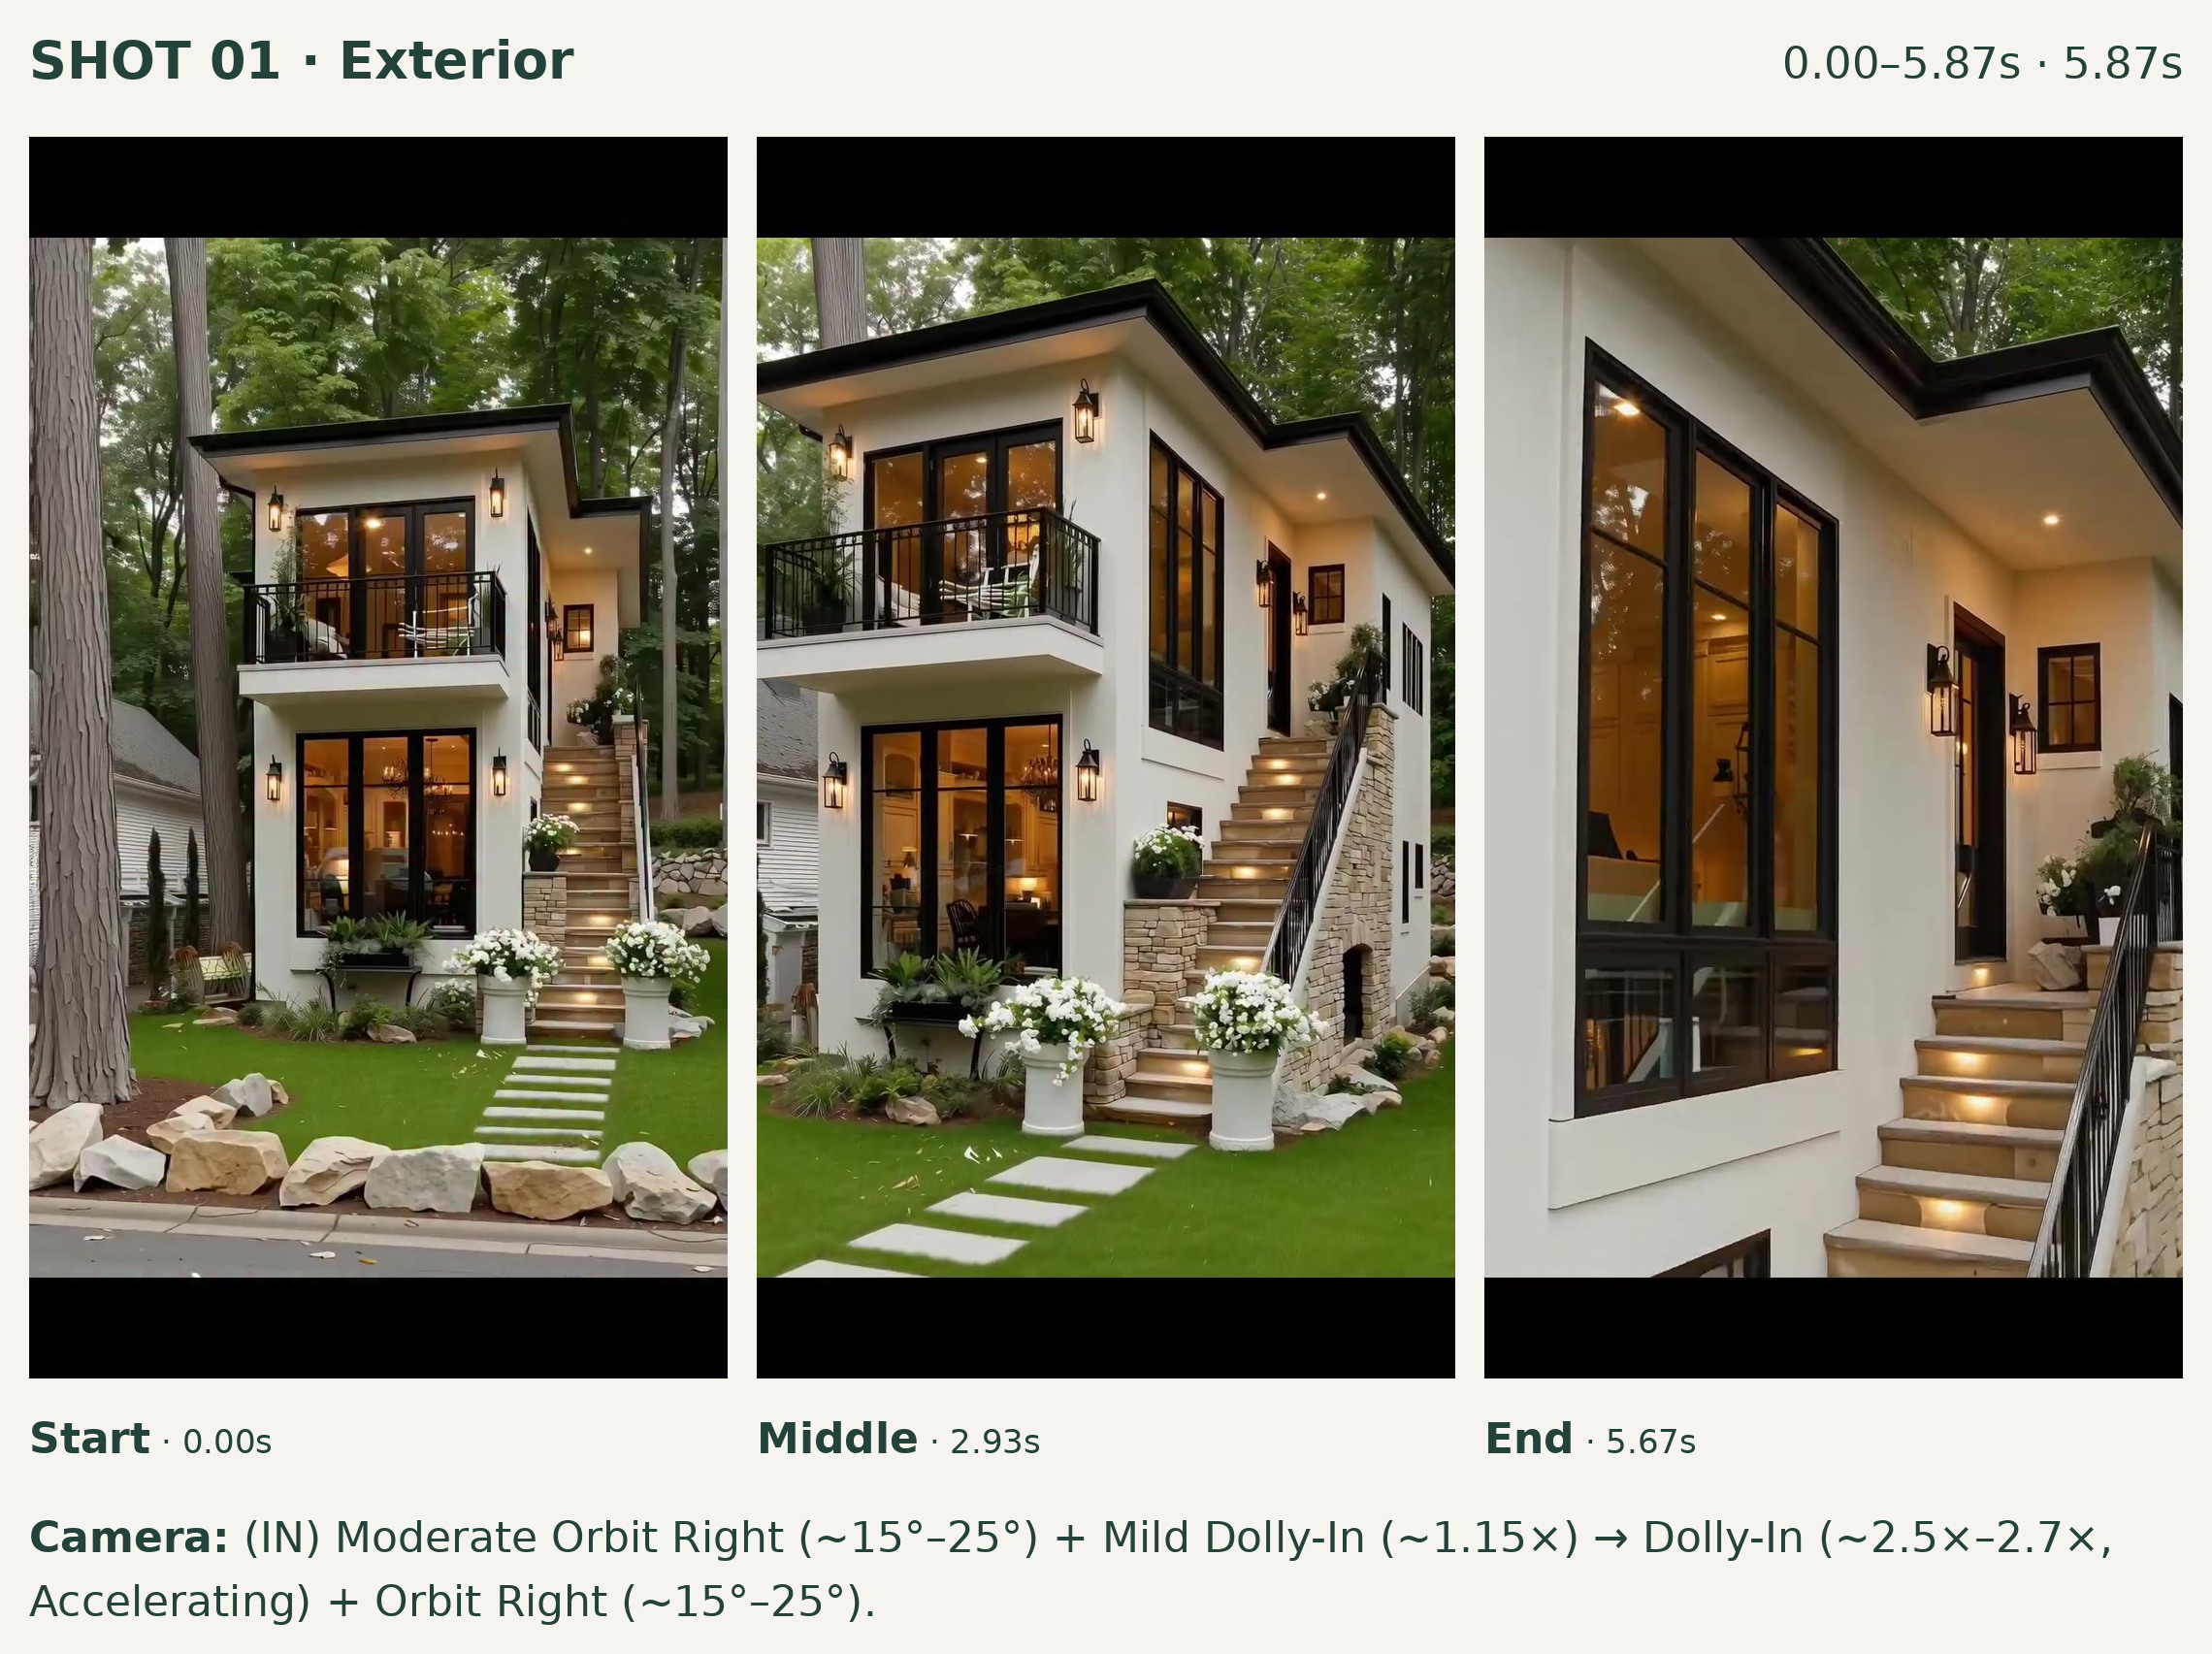 SHOT 01 · Exterior
0.00–5.87s · 5.87s
Start · 0.00s
Middle · 2.93s
End · 5.67s
Camera: (IN) Moderate Orbit Right (~15°–25°) + Mild Dolly-In (~1.15×) → Dolly-In (~2.5×–2.7×,
Accelerating) + Orbit Right (~15°–25°).